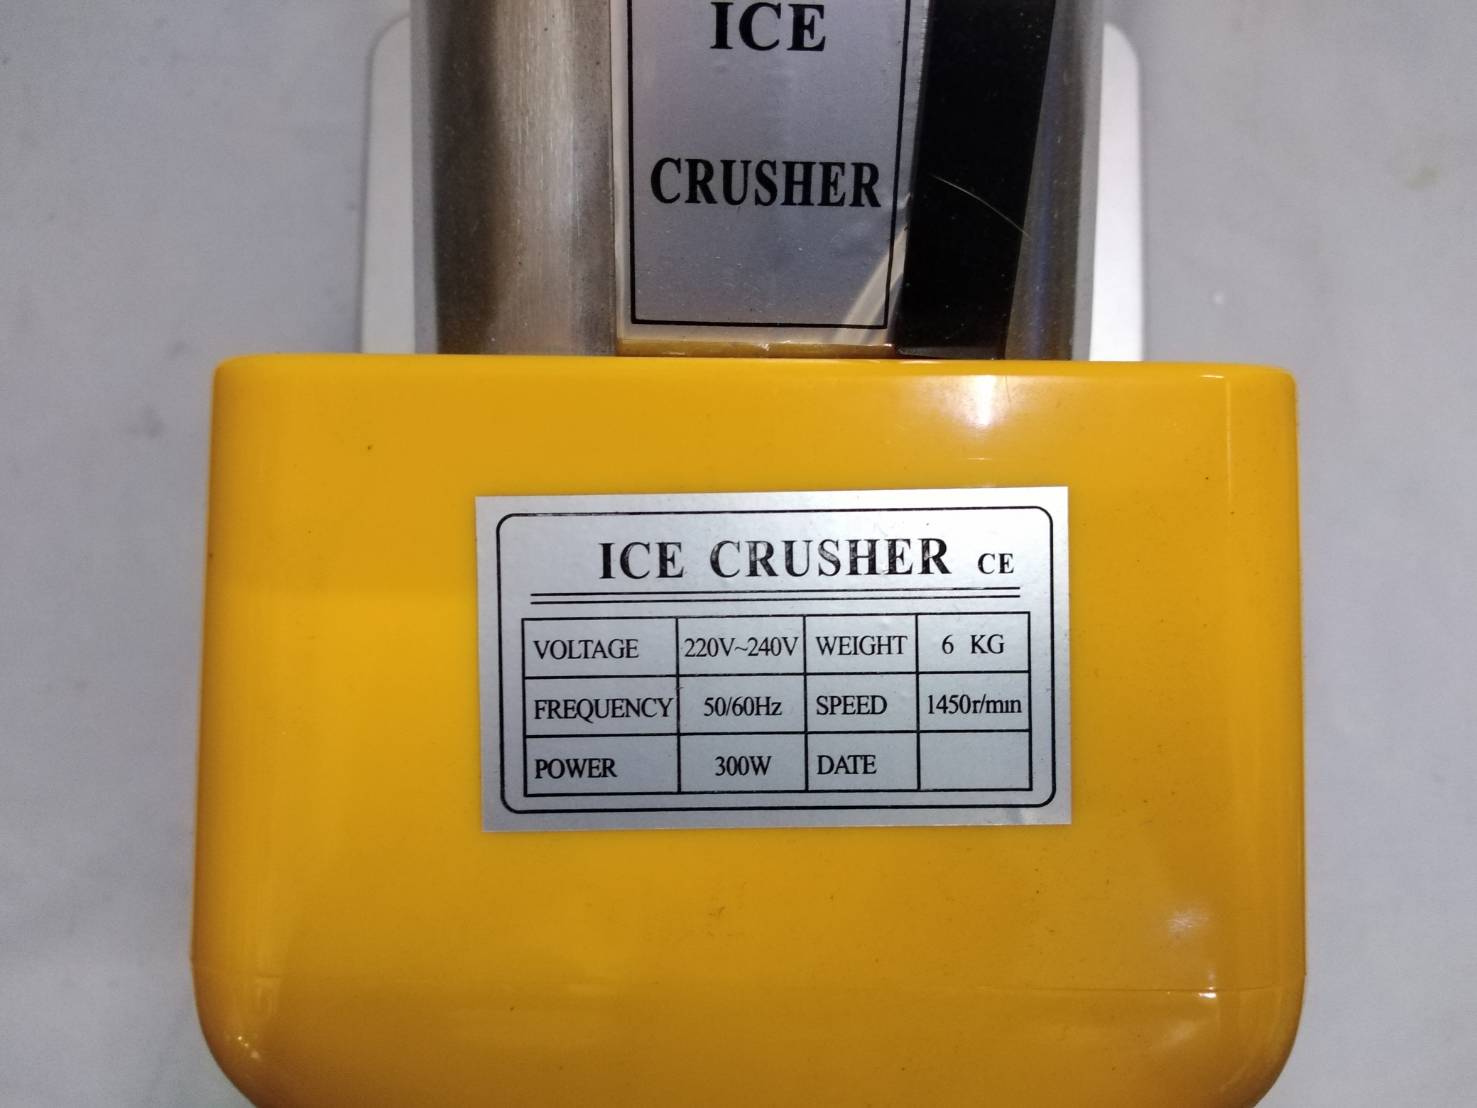 ICE
CRUSHER
ICE CRUSHER CE
VOLTAGE 220V~240V WEIGHT 6 KG
FREQUENCY 50/60Hz SPEED 1450r/min
POWER 300W DATE